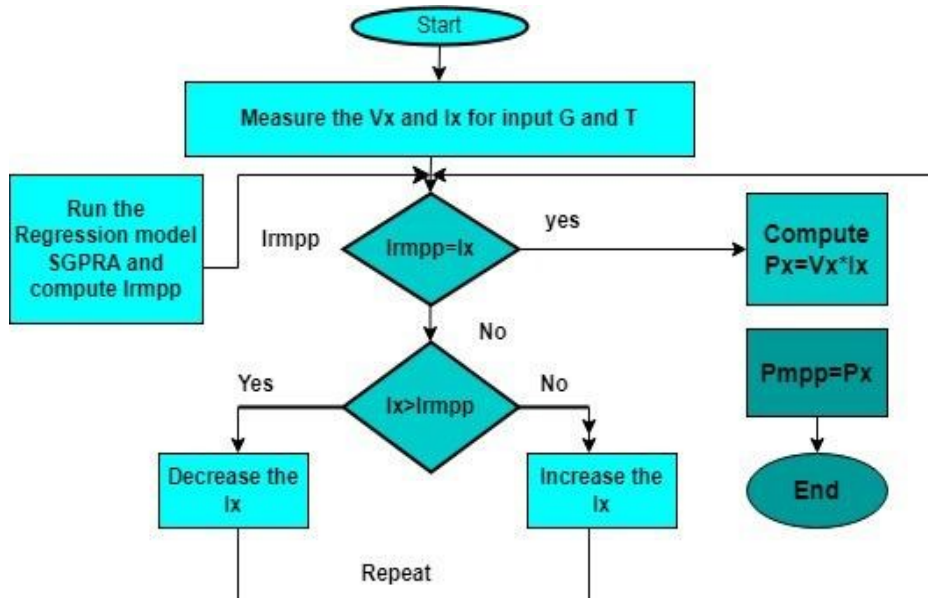 Start
Measure the Vx and Ix for input G and T
Run the
Regression model
SGPRA and
compute Irmpp
Irmpp
Irmpp=Ix
yes
Compute
Px=Vx*Ix
No
Pmpp=Px
Yes
Ix>Irmpp
No
Decrease the
Ix
Increase the
Ix
End
Repeat